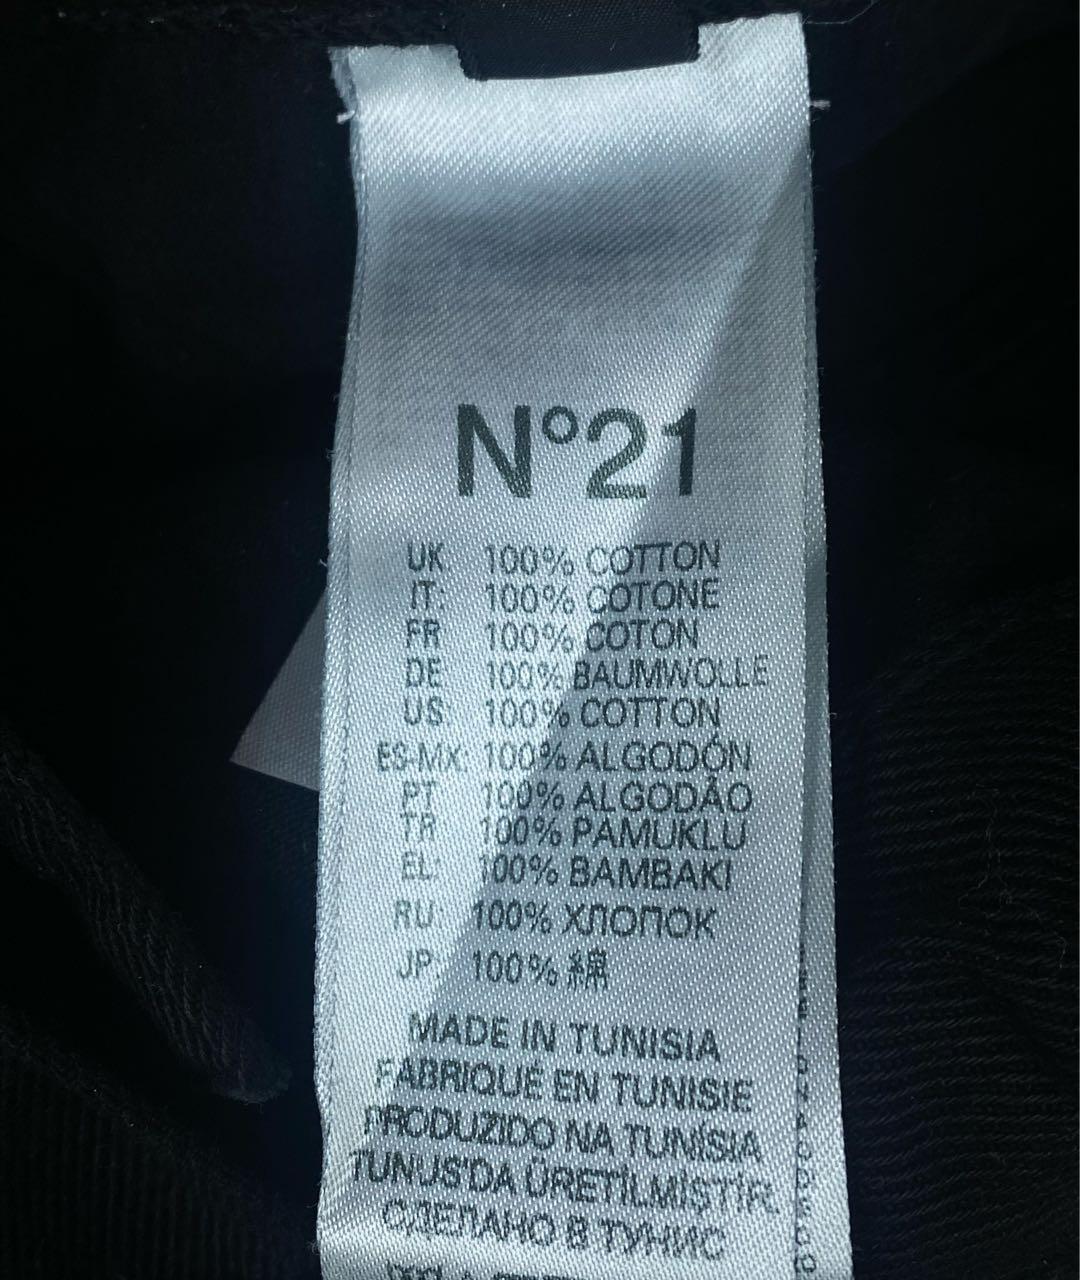 N°21
UK 100% COTTON
IT: 100% COTONE
FR 100% COTON
DE 100% BAUMWOLLE
US: 100% COTTON
ES-MX: 100% ALGODÓN
PT 100% ALGODÃO
TR 100% PAMUKLU
EL: 100% BAMBAKI
RU: 100% ХЛОПОК
JP: 100% 綿
MADE IN TUNISIA
FABRIQUÉ EN TUNISIE
PRODUZIDO NA TUNÍSIA
TUNUS'DA ÜRETİLMİŞTİR.
СДЕЛАНО В ТУНИС